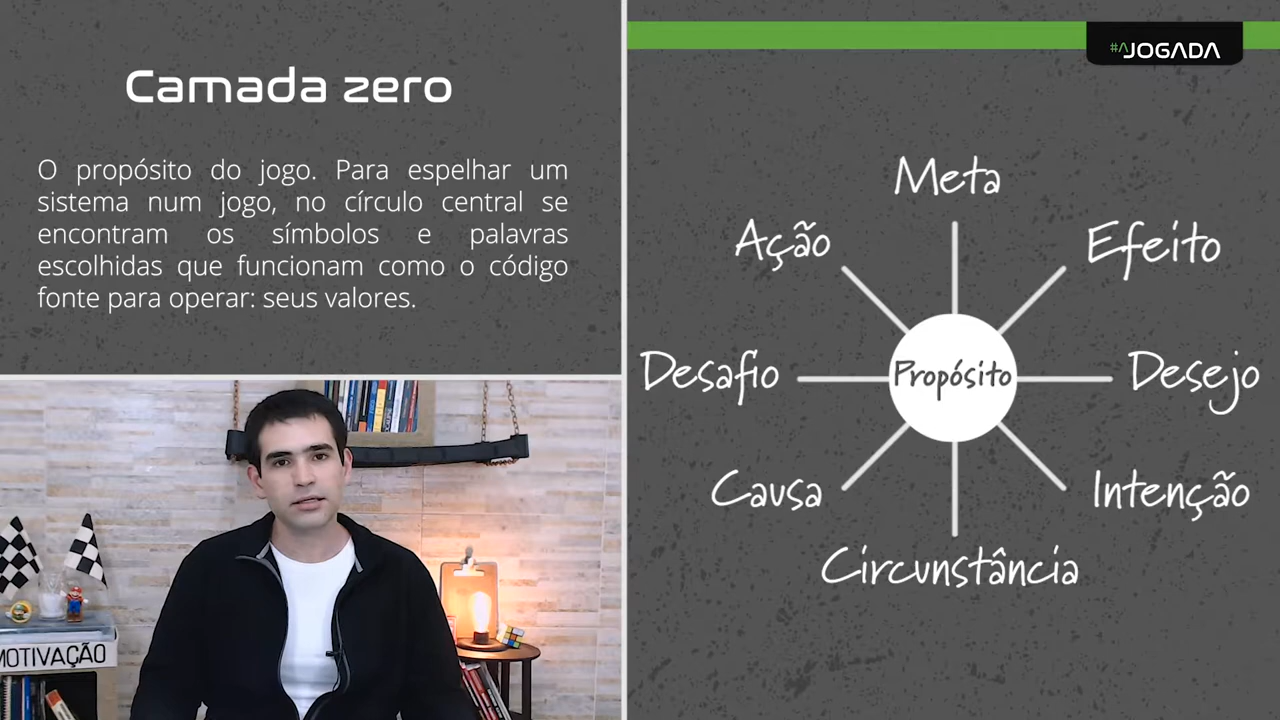 Camada zero
O propósito do jogo. Para espelhar um
sistema num jogo, no círculo central se
encontram os símbolos e palavras
escolhidas que funcionam como o código
fonte para operar: seus valores.
#AJOGADA
Meta
Ação
Efeito
Desafio
Propósito
Desejo
Causa
Intenção
Circunstância
MOTIVAÇÃO